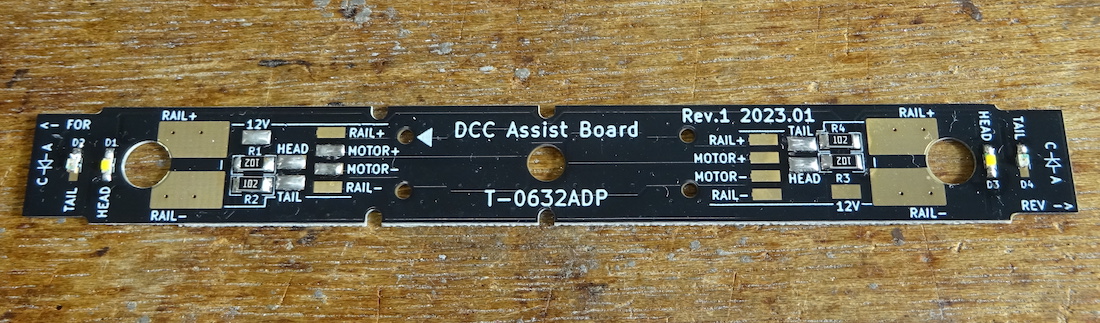 <- FOR
D2
C A
TAIL
D1
HEAD
RAIL+
RAIL-
12V
R1
201
102
R2
HEAD
TAIL
RAIL+
MOTOR+
MOTOR-
RAIL-
DCC Assist Board
T-0632ADP
Rev.1 2023.01
RAIL+
MOTOR+
MOTOR-
RAIL-
TAIL
HEAD
R4
102
201
R3
12V
RAIL+
RAIL-
HEAD
D3
TAIL
D4
C A
REV ->